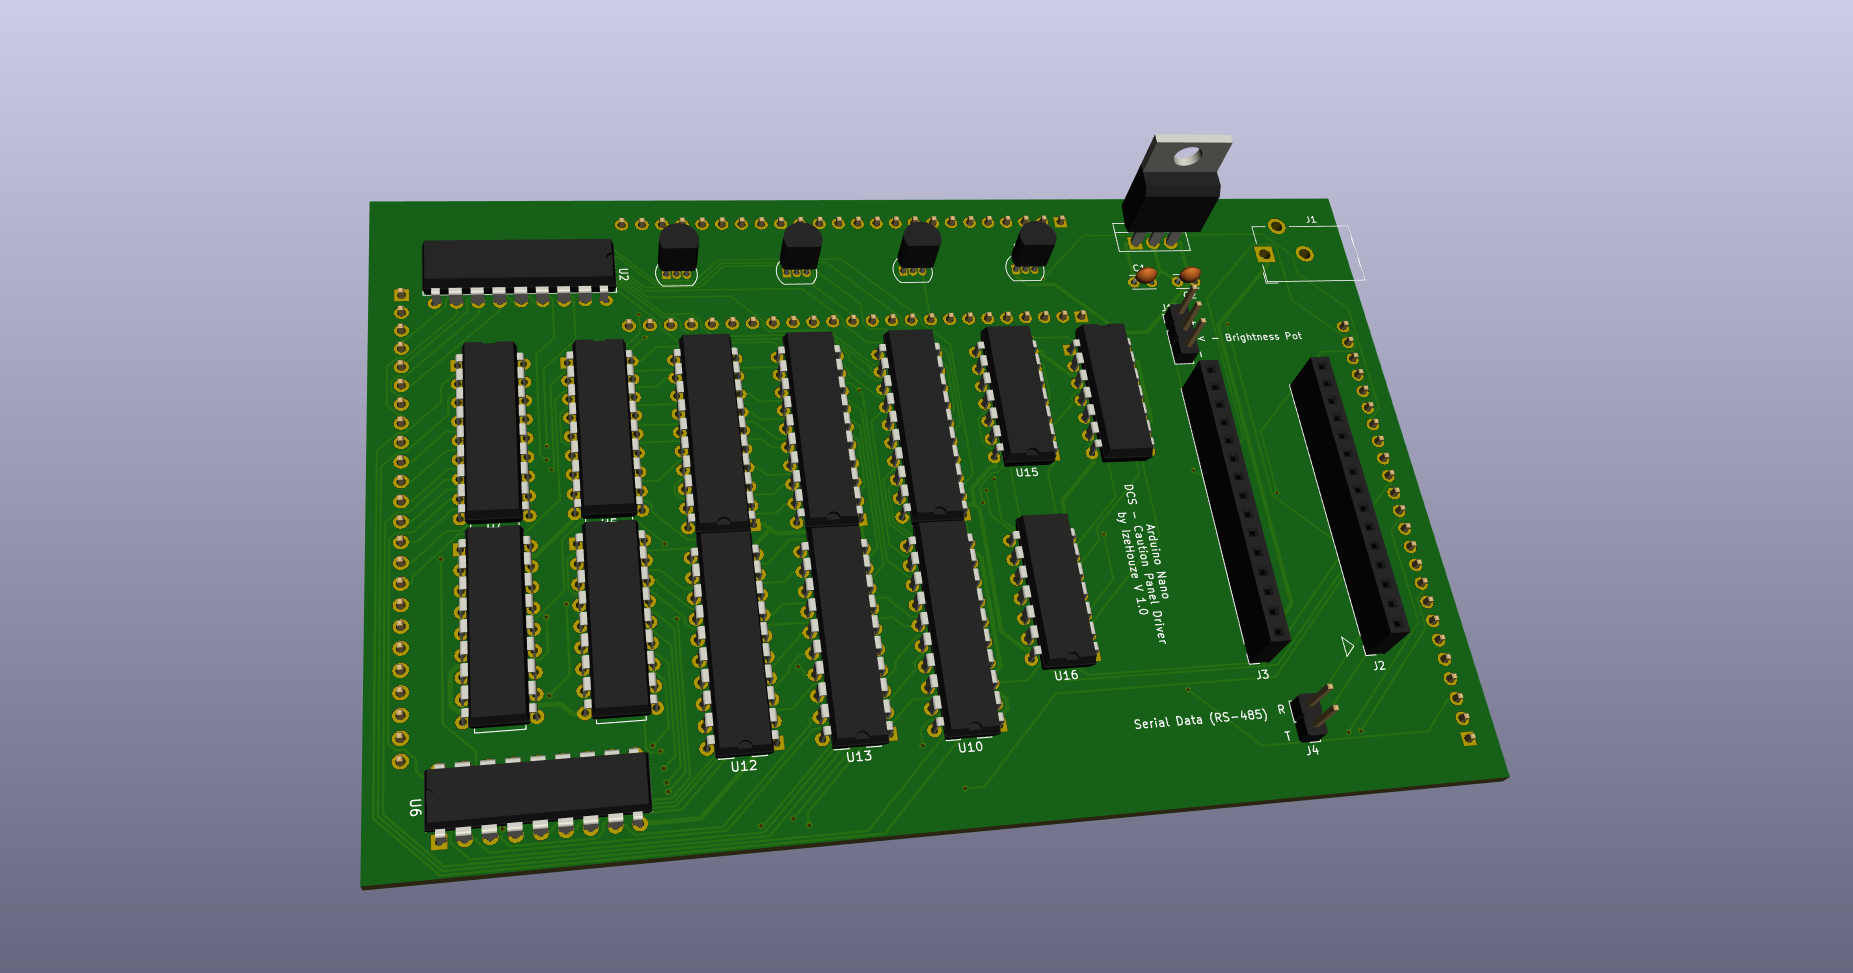 J1
U2
C1
< - Brightness Pot
U15
Arduino Nano
DCS - Caution Panel Driver
by IzeHouze V 1.0
U16
J3
J2
Serial Data (RS-485)
R
T
J4
U10
U13
U12
U6